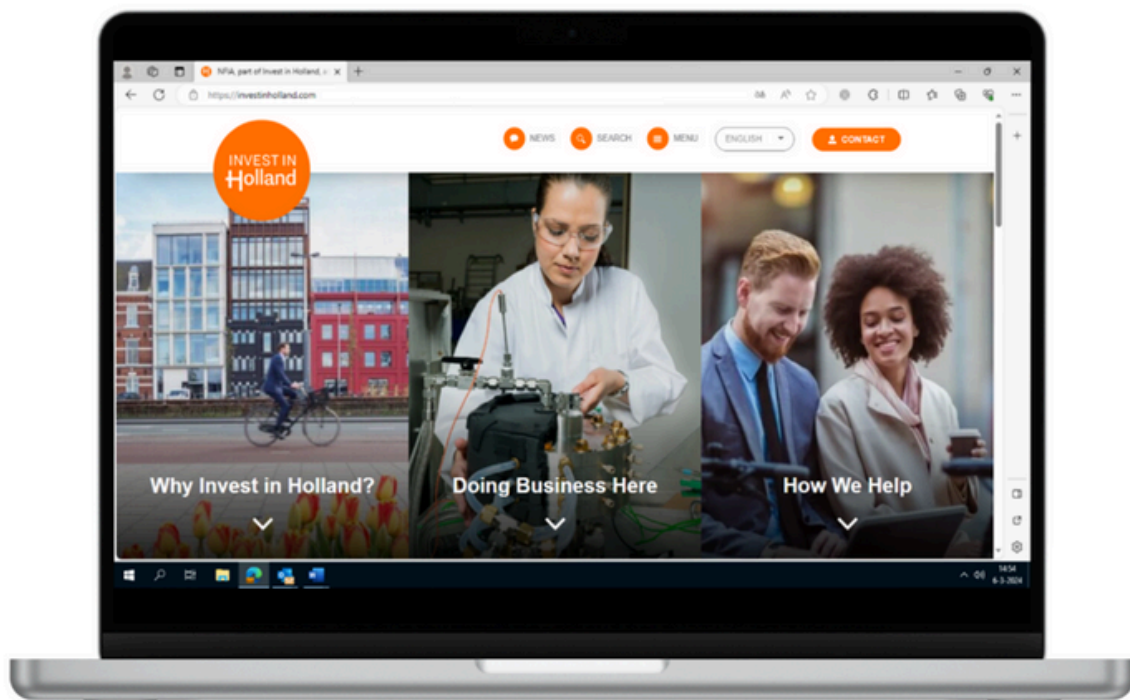 NFIA, part of Invest in Holland,
https://investinholland.com
INVEST IN
Holland
NEWS
SEARCH
MENU
ENGLISH
CONTACT
Why Invest in Holland?
Doing Business Here
How We Help
14:54
6-3-2024